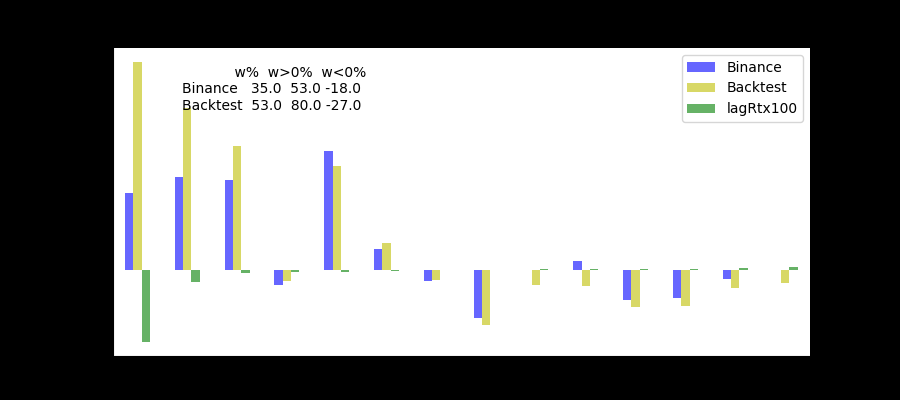 w%  w>0%  w<0%
Binance   35.0  53.0 -18.0
Backtest  53.0  80.0 -27.0
Binance
Backtest
lagRtx100